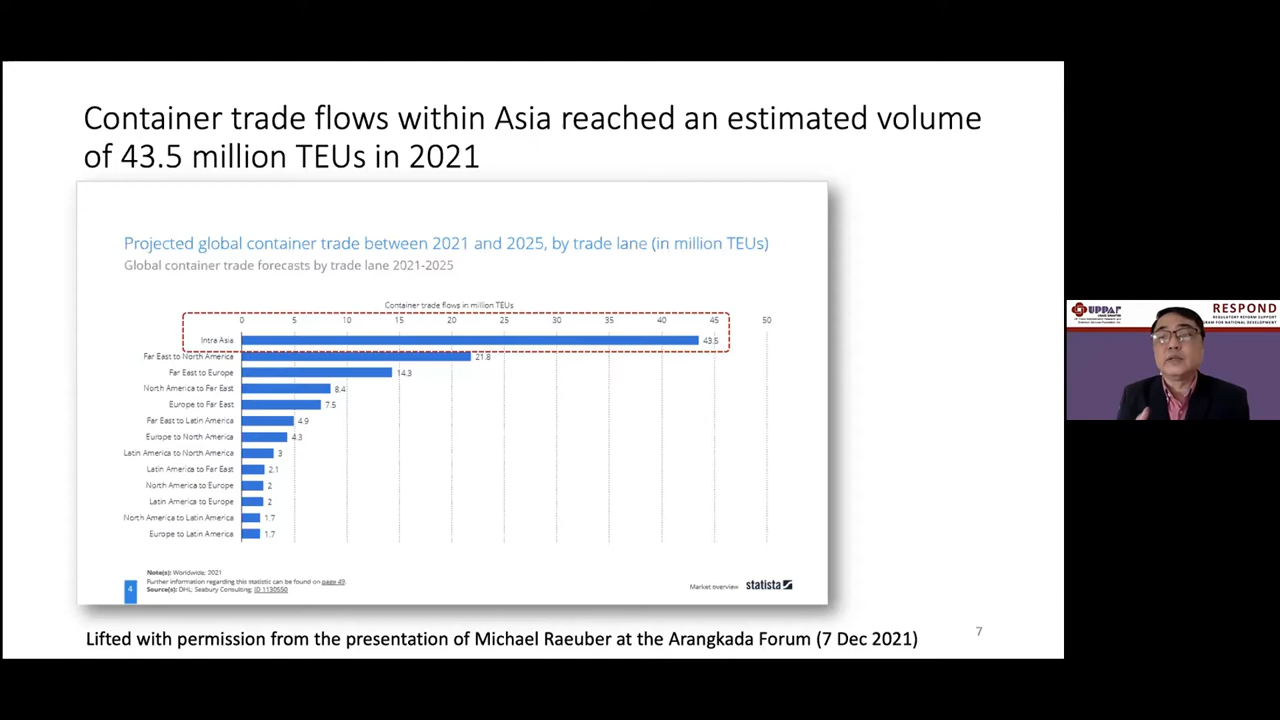 Container trade flows within Asia reached an estimated volume
of 43.5 million TEUs in 2021
Projected global container trade between 2021 and 2025, by trade lane (in million TEUs)
Global container trade forecasts by trade lane 2021-2025
Container trade flows in million TEUs
0 5 10 15 20 25 30 35 40 45 50
Intra Asia 43.5
Far East to North America 21.8
Far East to Europe 14.3
North America to Far East 8.4
Europe to Far East 7.5
Far East to Latin America 4.9
Europe to North America 4.3
Latin America to North America 3
Latin America to Far East 2.1
North America to Europe 2
Latin America to Europe 2
North America to Latin America 1.7
Europe to Latin America 1.7
Note(s): Worldwide; 2021
Further information regarding this statistic can be found on page 49.
Source(s): DHL; Seabury Consulting; ID 1130550
4
Market overview statista
Lifted with permission from the presentation of Michael Raeuber at the Arangkada Forum (7 Dec 2021)
7
UPPAF
RESPOND
REGULATORY REFORM SUPPORT
GRAM FOR NATIONAL DEVELOPMENT